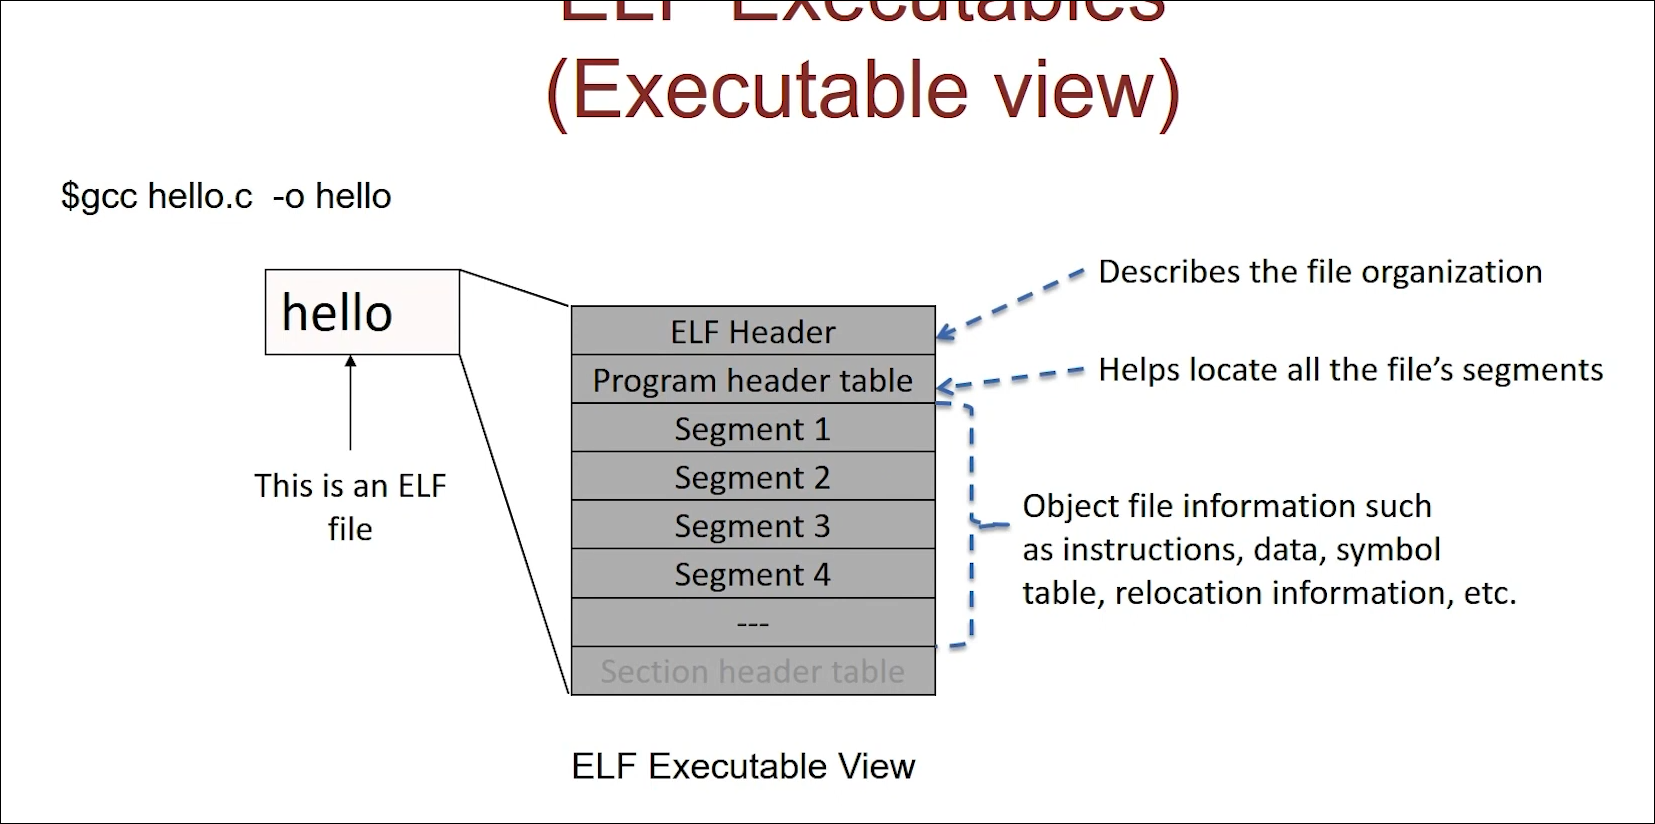 ELF Executables
(Executable view)
$gcc hello.c -o hello
hello
This is an ELF
file
ELF Header
Program header table
Segment 1
Segment 2
Segment 3
Segment 4
---
Section header table
Describes the file organization
Helps locate all the file’s segments
Object file information such
as instructions, data, symbol
table, relocation information, etc.
ELF Executable View